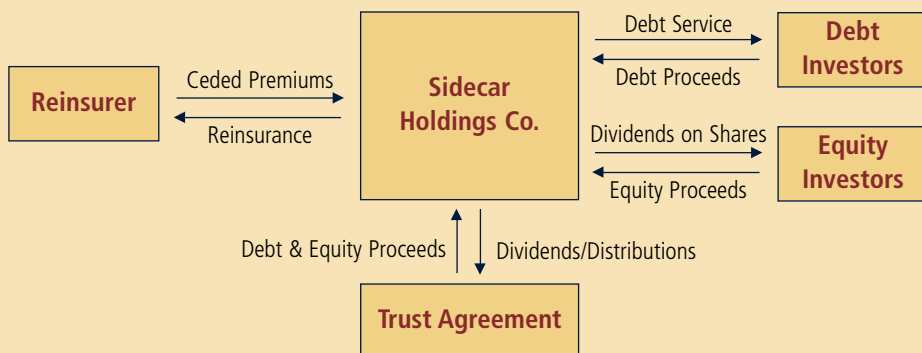 Reinsurer
Ceded Premiums
Reinsurance
Sidecar
Holdings Co.
Debt Service
Debt Proceeds
Debt
Investors
Dividends on Shares
Equity Proceeds
Equity
Investors
Debt & Equity Proceeds
Dividends/Distributions
Trust Agreement